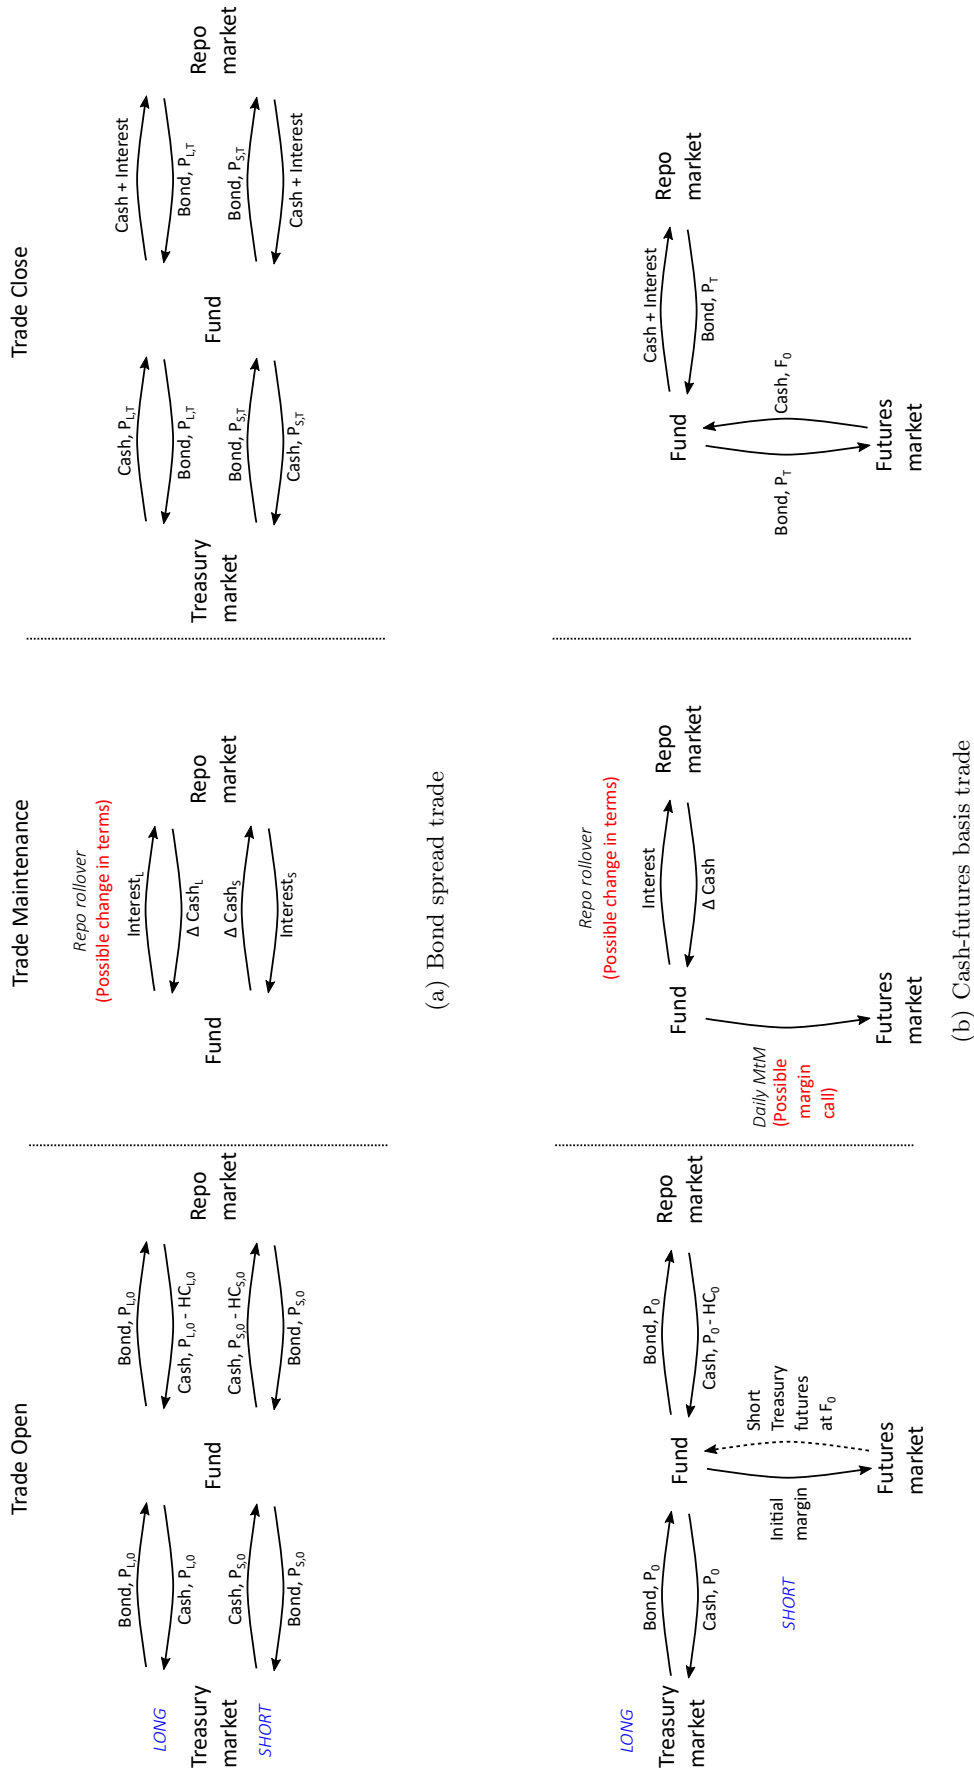 Trade Open
Trade Maintenance
Trade Close
LONG
Treasury
market
SHORT
Bond, P_{L,0}
Cash, P_{L,0}
Cash, P_{S,0}
Bond, P_{S,0}
Fund
Bond, P_{L,0}
Cash, P_{L,0} - HC_{L,0}
Cash, P_{S,0} - HC_{S,0}
Bond, P_{S,0}
Repo
market
Fund
Repo rollover
(Possible change in terms)
Interest_L
Δ Cash_L
Δ Cash_S
Interest_S
Repo
market
Treasury
market
Cash, P_{L,T}
Bond, P_{L,T}
Bond, P_{S,T}
Cash, P_{S,T}
Fund
Cash + Interest
Bond, P_{L,T}
Bond, P_{S,T}
Cash + Interest
Repo
market
(a) Bond spread trade
LONG
Treasury
market
Bond, P_0
Cash, P_0
SHORT
Fund
Bond, P_0
Cash, P_0 - HC_0
Repo
market
Initial
margin
Short
Treasury
futures
at F_0
Futures
market
Fund
Repo rollover
(Possible change in terms)
Interest
Δ Cash
Repo
market
Daily MtM
(Possible
margin
call)
Futures
market
Fund
Cash + Interest
Bond, P_T
Repo
market
Bond, P_T
Cash, F_0
Futures
market
(b) Cash-futures basis trade